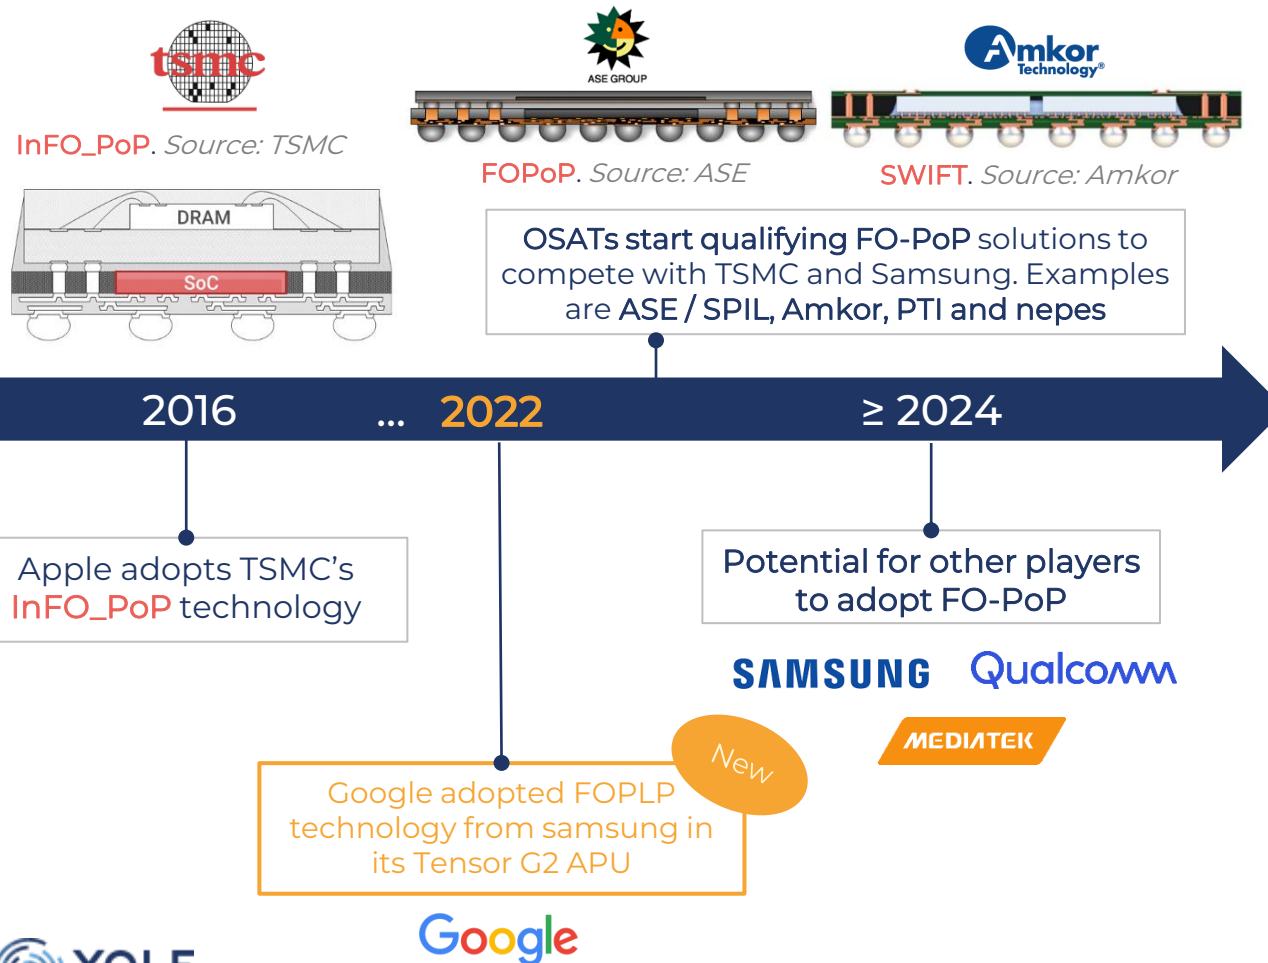 tsmc
InFO_PoP. Source: TSMC
DRAM
SoC
ASE GROUP
FOPoP. Source: ASE
Amkor
Technology®
SWIFT. Source: Amkor
OSATs start qualifying FO-PoP solutions to
compete with TSMC and Samsung. Examples
are ASE / SPIL, Amkor, PTI and nepes
2016 ... 2022 ≥ 2024
Apple adopts TSMC’s
InFO_PoP technology
Potential for other players
to adopt FO-PoP
SAMSUNG Qualcomm
MEDIATEK
New
Google adopted FOPLP
technology from samsung in
its Tensor G2 APU
Google
YOLE